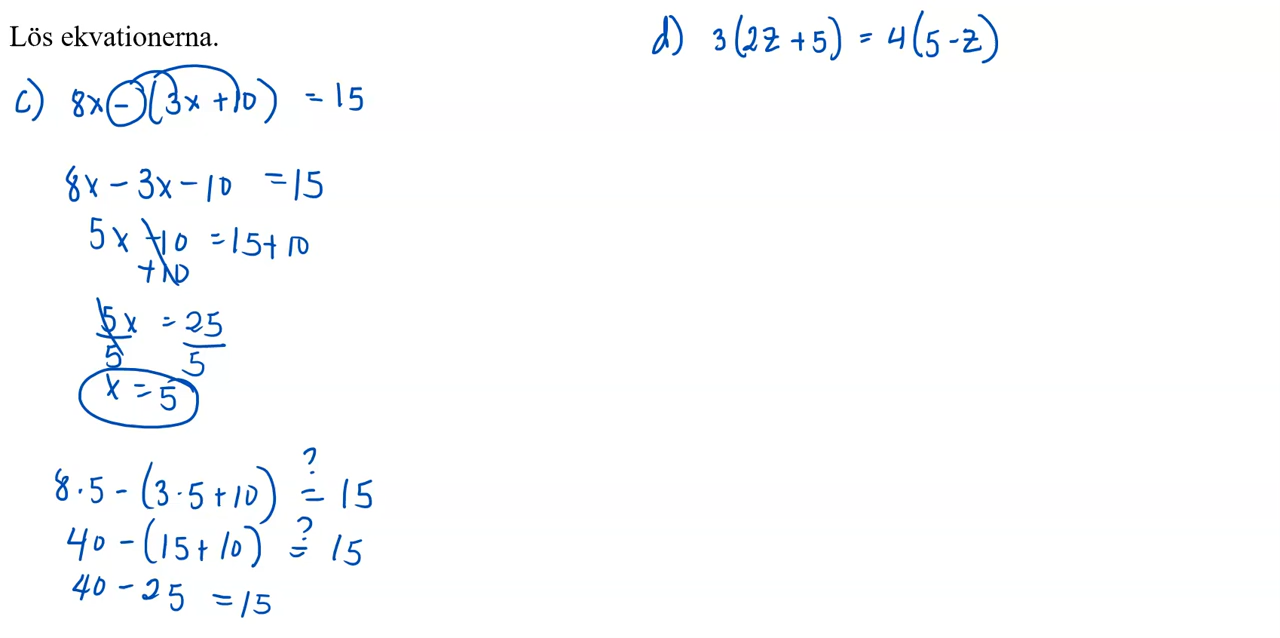 Lös ekvationerna.
c) 8x - (3x + 10) = 15
8x - 3x - 10 = 15
5x - 10 = 15 + 10
+ 10
5x = 25
5 5
x = 5
8 · 5 - (3 · 5 + 10) ?= 15
40 - (15 + 10) ?= 15
40 - 25 = 15
d) 3(2z + 5) = 4(5 - z)